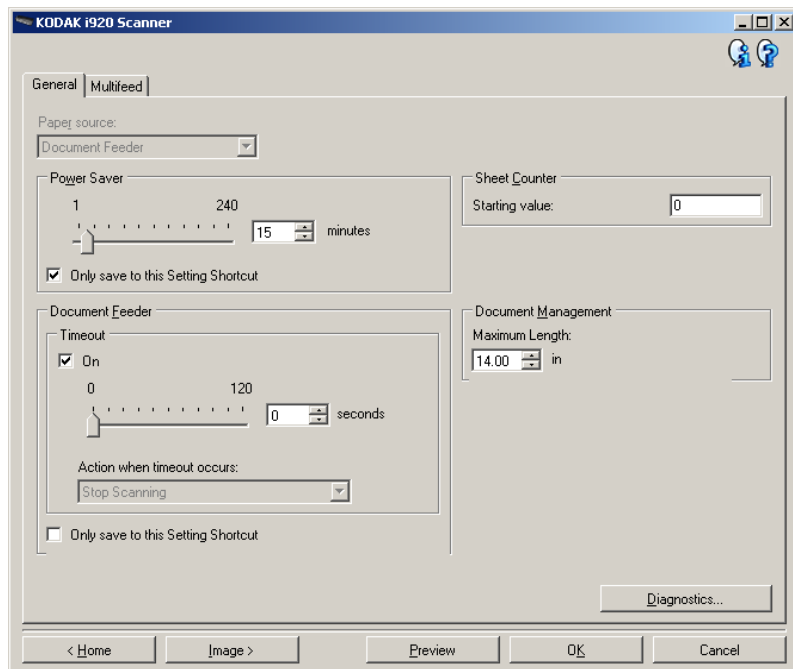 KODAK i920 Scanner
General Multifeed
Paper source:
Document Feeder
Power Saver
1 240
15 minutes
Only save to this Setting Shortcut
Sheet Counter
Starting value: 0
Document Feeder
Timeout
On
0 120
0 seconds
Action when timeout occurs:
Stop Scanning
Only save to this Setting Shortcut
Document Management
Maximum Length:
14.00 in
Diagnostics...
< Home Image > Preview OK Cancel